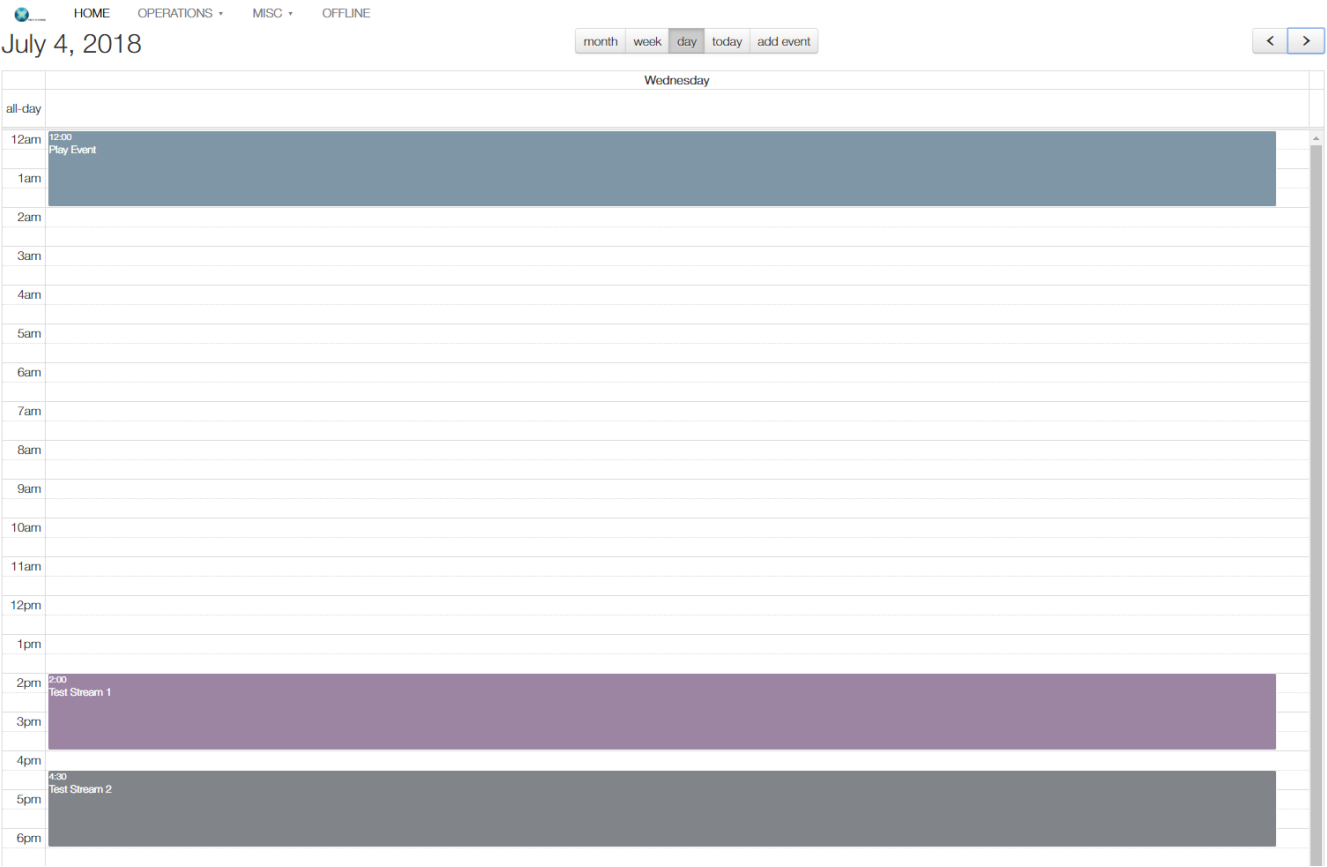 HOME OPERATIONS MISC OFFLINE
July 4, 2018
month week day today add event
Wednesday
all-day
12am
12:00
Play Event
1am
2am
3am
4am
5am
6am
7am
8am
9am
10am
11am
12pm
1pm
2pm
2:00
Test Stream 1
3pm
4pm
4:30
Test Stream 2
5pm
6pm